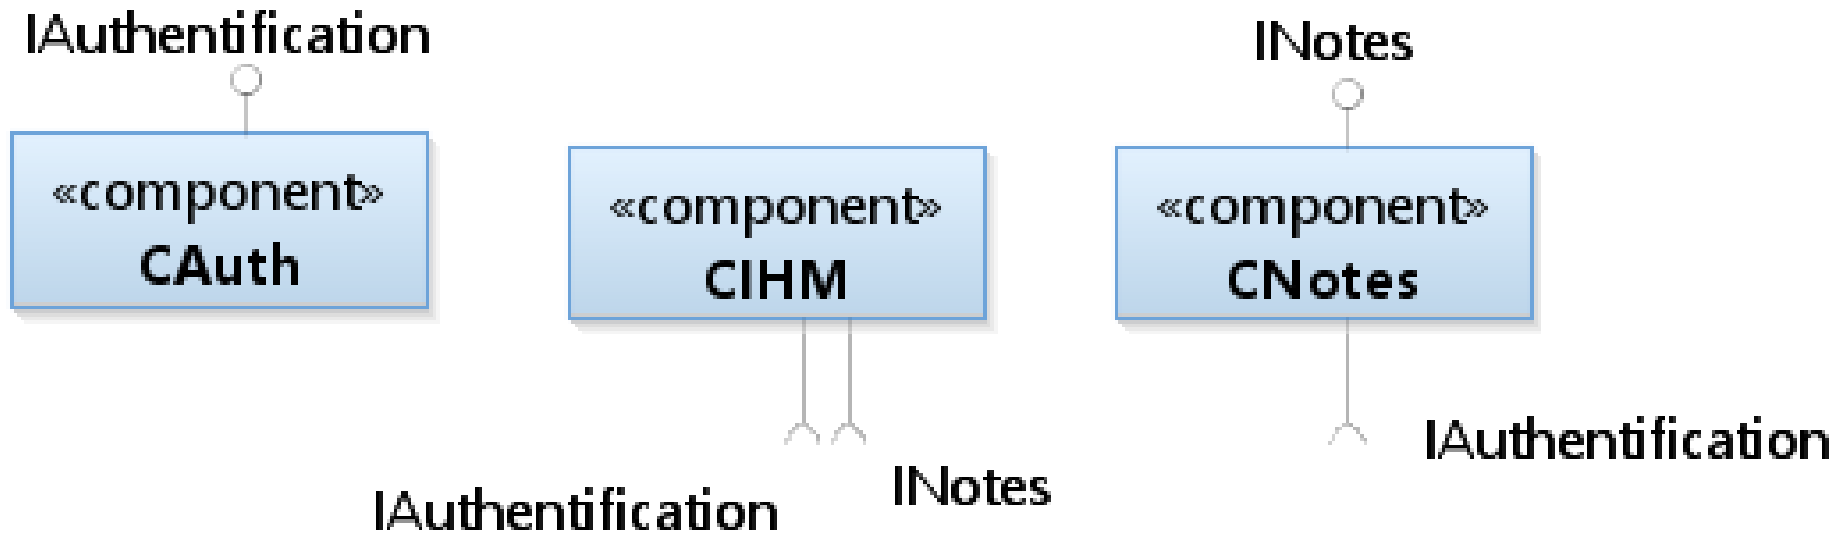 IAuthentification
«component»
CAuth
«component»
CIHM
IAuthentification
INotes
INotes
«component»
CNotes
IAuthentification